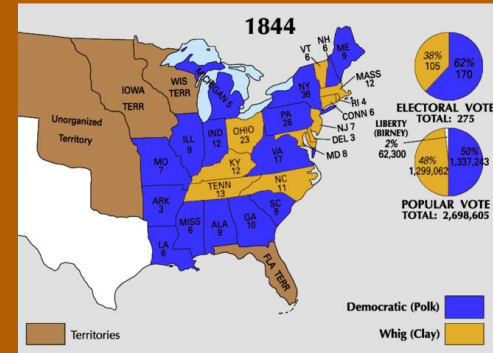 1844
VT
6
NH
6
ME
9
MASS
12
RI 4
CONN 6
NJ 7
DEL 3
MD 8
NY
36
PA
26
MICHIGAN 5
WIS
TERR
IOWA
TERR
Unorganized
Territory
ILL
9
IND
12
OHIO
23
VA
17
KY
12
MO
7
TENN
13
NC
11
ARK
3
SC
9
MISS
6
ALA
9
GA
10
LA
6
FLA TERR
38%
105
62%
170
ELECTORAL VOTE
TOTAL: 275
LIBERTY
(BIRNEY)
2%
62,300
48%
1,299,062
50%
1,337,243
POPULAR VOTE
TOTAL: 2,698,605
Democratic (Polk)
Whig (Clay)
Territories